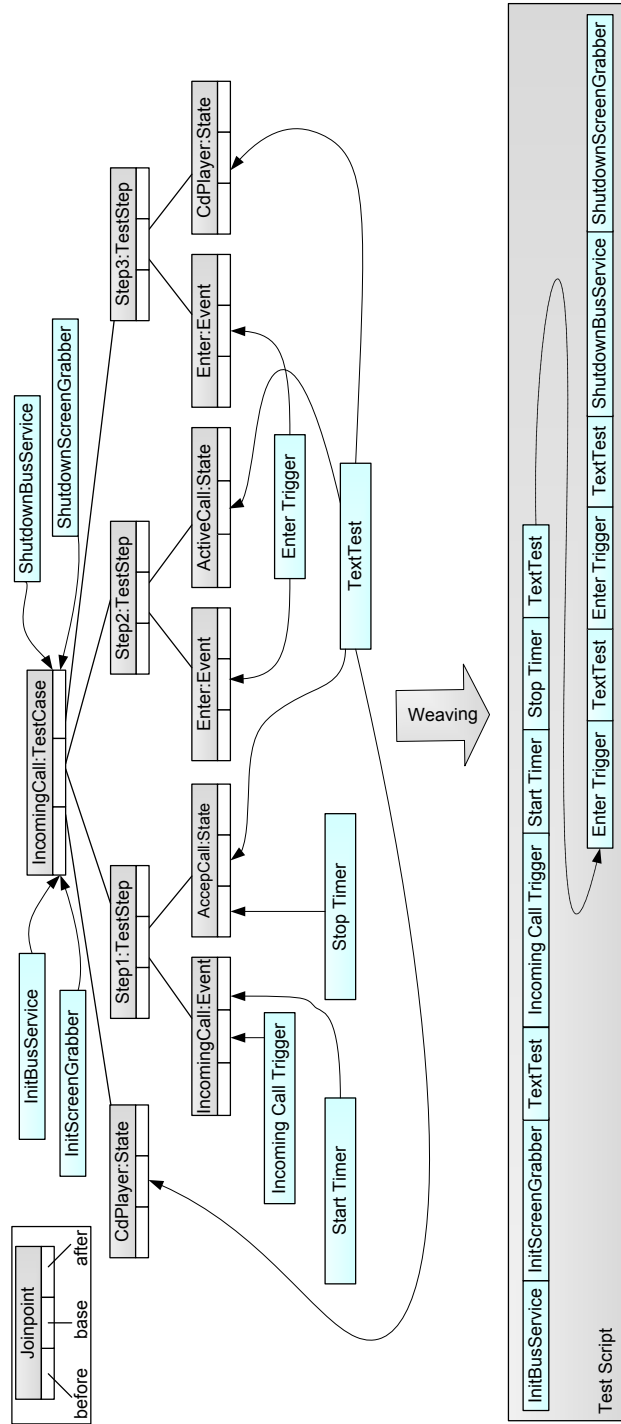 Joinpoint
before
base
after
InitBusService
InitScreenGrabber
IncomingCall:TestCase
ShutdownBusService
ShutdownScreenGrabber
CdPlayer:State
Step1:TestStep
Step2:TestStep
Step3:TestStep
IncomingCall:Event
AccepCall:State
Enter:Event
ActiveCall:State
Enter:Event
CdPlayer:State
Incoming Call Trigger
Start Timer
Stop Timer
Enter Trigger
TextTest
Weaving
InitBusService InitScreenGrabber TextTest Incoming Call Trigger Start Timer Stop Timer TextTest
Enter Trigger TextTest Enter Trigger TextTest ShutdownBusService ShutdownScreenGrabber
Test Script